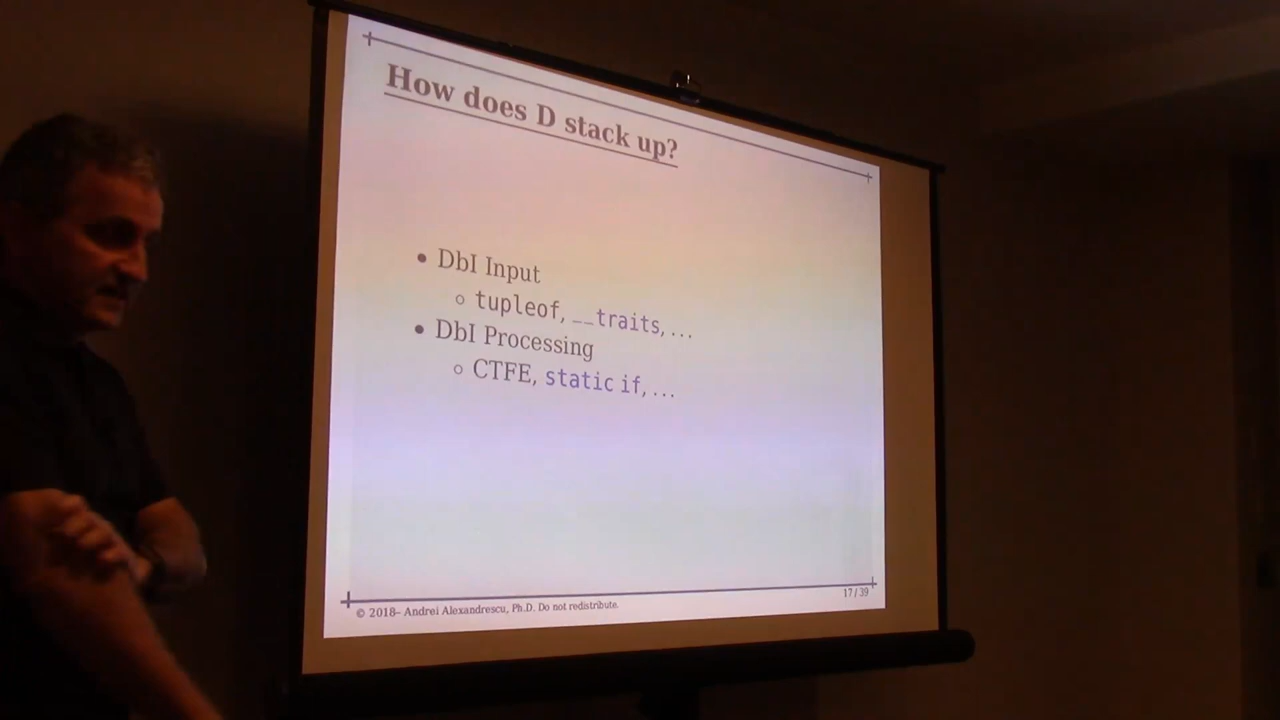 How does D stack up?
• DbI Input
○ tupleof, __traits, ...
• DbI Processing
○ CTFE, static if, ...
© 2018– Andrei Alexandrescu, Ph.D. Do not redistribute.
17 / 39